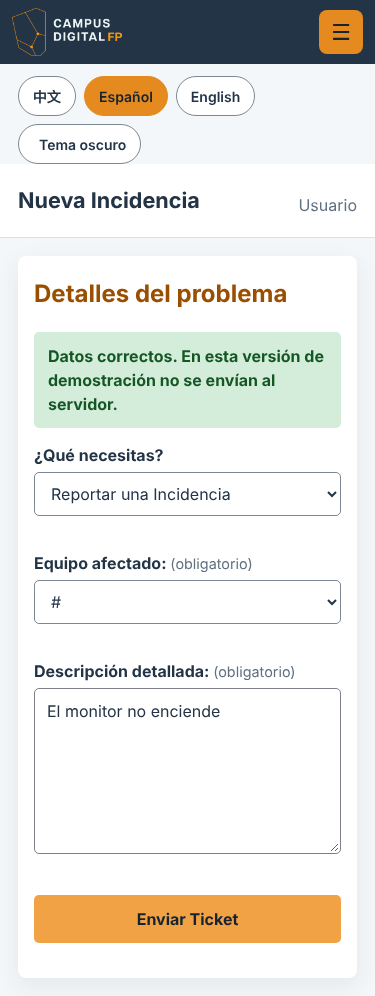 CAMPUS
DIGITAL FP
☰
中文
Español
English
Tema oscuro
Nueva Incidencia
Usuario
Detalles del problema
Datos correctos. En esta versión de
demostración no se envían al
servidor.
¿Qué necesitas?
Reportar una Incidencia
Equipo afectado: (obligatorio)
#
Descripción detallada: (obligatorio)
El monitor no enciende
Enviar Ticket